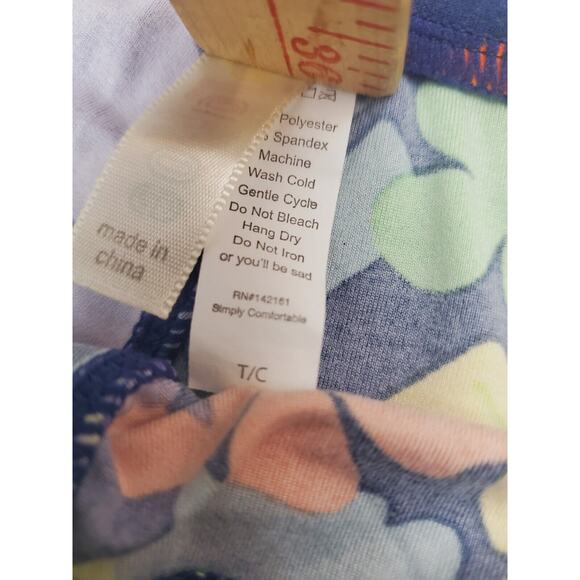 36
Polyester
Spandex
Machine
Wash Cold
Gentle Cycle
Do Not Bleach
Hang Dry
Do Not Iron
or you'll be sad
RN#142161
Simply Comfortable
T/C
made in
china